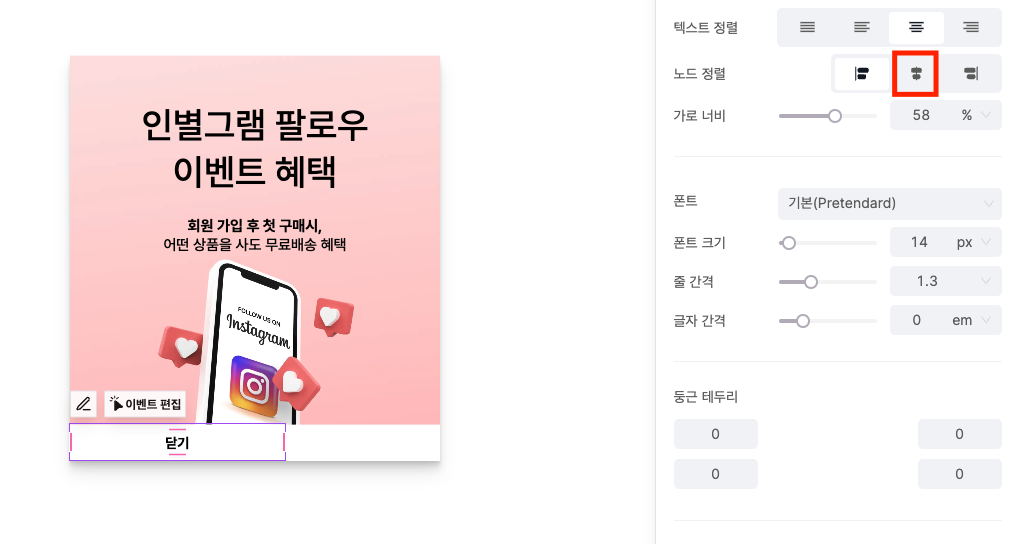 인별그램 팔로우
이벤트 혜택
회원 가입 후 첫 구매시,
어떤 상품을 사도 무료배송 혜택
FOLLOW US ON
Instagram
이벤트 편집
닫기
텍스트 정렬
노드 정렬
가로 너비
58 %
폰트
기본(Pretendard)
폰트 크기
14 px
줄 간격
1.3
글자 간격
0 em
둥근 테두리
0 0
0 0